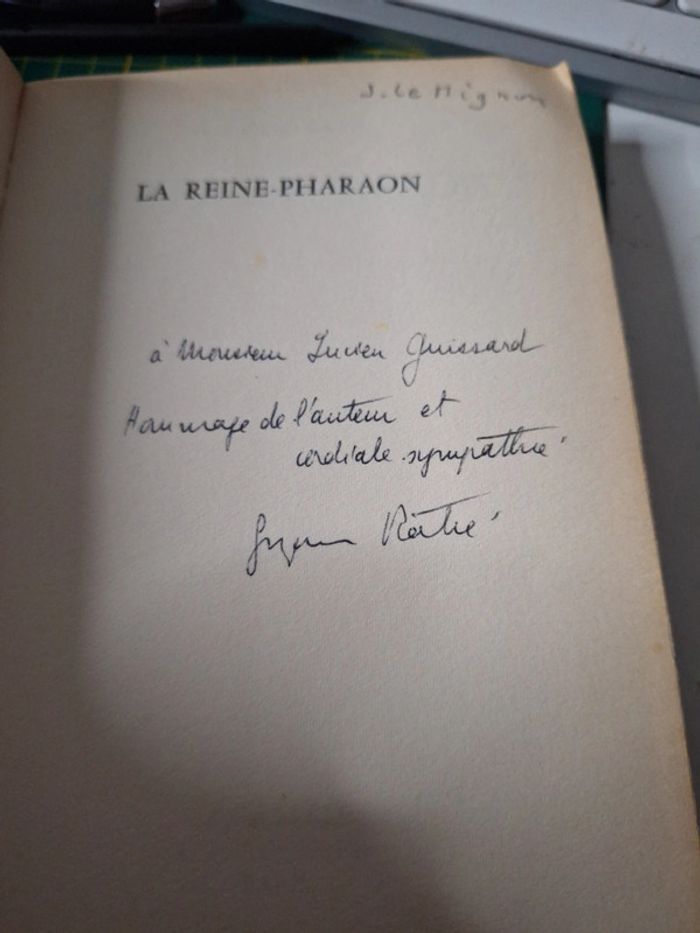 J. Le Mignon
LA REINE-PHARAON
à Monsieur Lucien Guissard
Hommage de l'auteur et
cordiale sympathie.
Suzanne Ratié